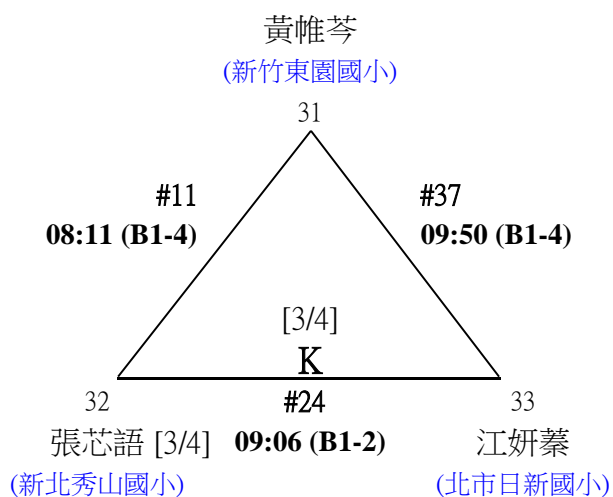 黃帷芩
(新竹東園國小)
31
#11 #37
08:11 (B1-4) 09:50 (B1-4)
[3/4]
K
32 #24 33
張芯語 [3/4] 09:06 (B1-2) 江妍蓁
(新北秀山國小) (北市日新國小)